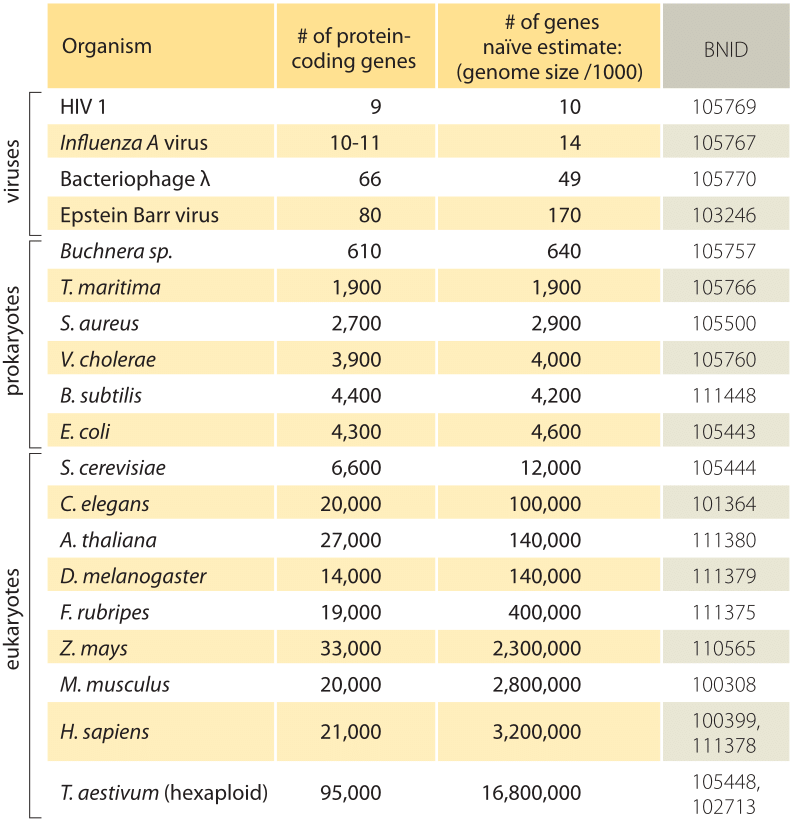 Organism # of protein-coding genes # of genes naïve estimate: (genome size /1000) BNID
viruses
HIV 1 9 10 105769
Influenza A virus 10-11 14 105767
Bacteriophage λ 66 49 105770
Epstein Barr virus 80 170 103246
prokaryotes
Buchnera sp. 610 640 105757
T. maritima 1,900 1,900 105766
S. aureus 2,700 2,900 105500
V. cholerae 3,900 4,000 105760
B. subtilis 4,400 4,200 111448
E. coli 4,300 4,600 105443
eukaryotes
S. cerevisiae 6,600 12,000 105444
C. elegans 20,000 100,000 101364
A. thaliana 27,000 140,000 111380
D. melanogaster 14,000 140,000 111379
F. rubripes 19,000 400,000 111375
Z. mays 33,000 2,300,000 110565
M. musculus 20,000 2,800,000 100308
H. sapiens 21,000 3,200,000 100399, 111378
T. aestivum (hexaploid) 95,000 16,800,000 105448, 102713